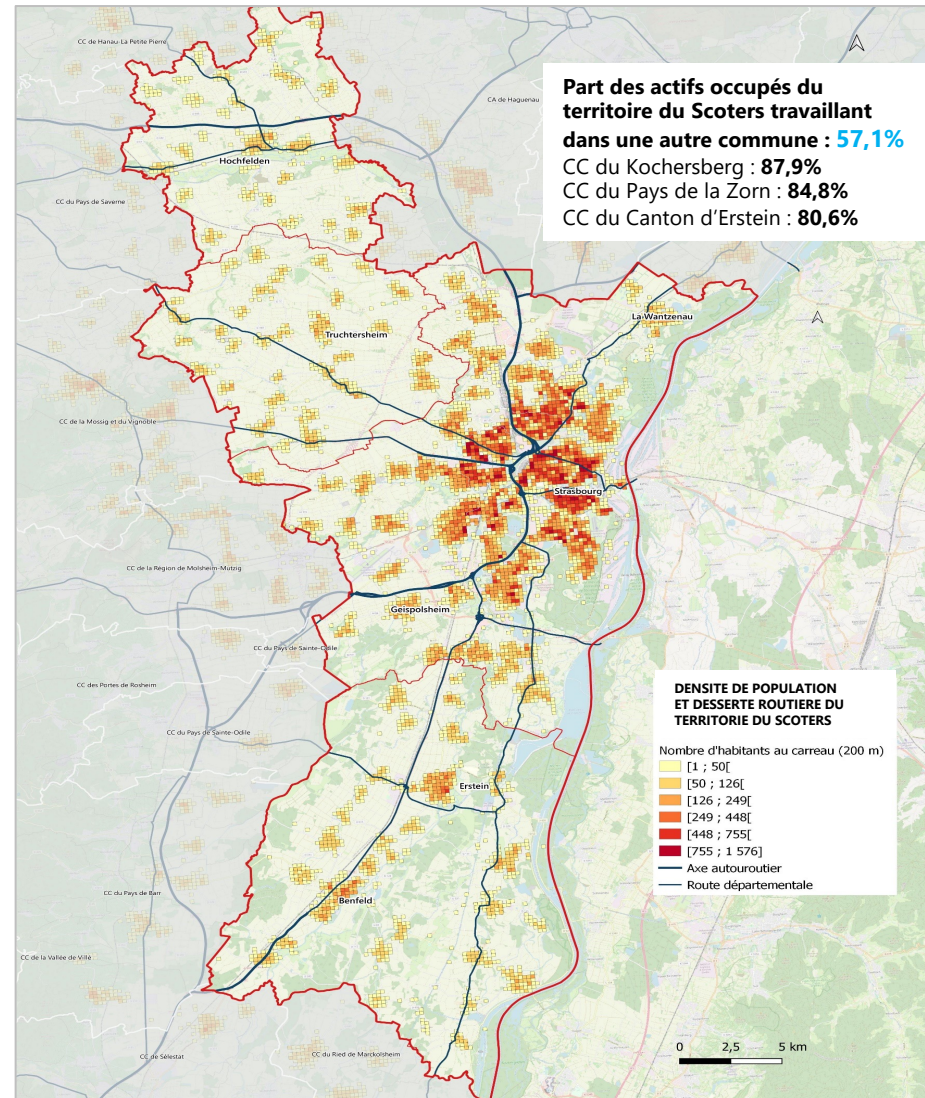 CC de Hanau-La Petite Pierre
CA de Haguenau
Part des actifs occupés du
territoire du Scoters travaillant
dans une autre commune : 57,1%
CC du Kochersberg : 87,9%
CC du Pays de la Zorn : 84,8%
CC du Canton d'Erstein : 80,6%
Hochfelden
CC du Pays de Saverne
La Wantzenau
Truchtersheim
CC de la Mossig et du Vignoble
Strasbourg
CC de la Région de Molsheim-Mutzig
Geispolsheim
CC du Pays de Sainte-Odile
CC des Portes de Rosheim
CC du Pays de Sainte-Odile
DENSITE DE POPULATION
ET DESSERTE ROUTIERE DU
TERRITORIE DU SCOTERS
Nombre d'habitants au carreau (200 m)
[1 ; 50[
[50 ; 126[
[126 ; 249[
[249 ; 448[
[448 ; 755[
[755 ; 1 576]
Axe autouroutier
Route départementale
Erstein
CC du Pays de Barr
Benfeld
CC de la Vallée de Villé
CC de Sélestat
CC du Ried de Marckolsheim
0 2,5 5 km